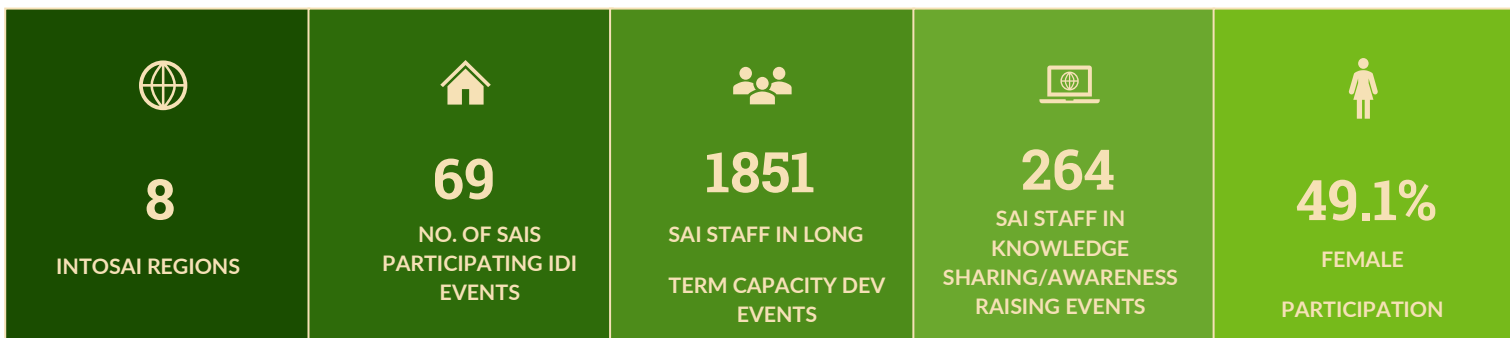 8
INTOSAI REGIONS
69
NO. OF SAIS
PARTICIPATING IDI
EVENTS
1851
SAI STAFF IN LONG
TERM CAPACITY DEV
EVENTS
264
SAI STAFF IN
KNOWLEDGE
SHARING/AWARENESS
RAISING EVENTS
49.1%
FEMALE
PARTICIPATION